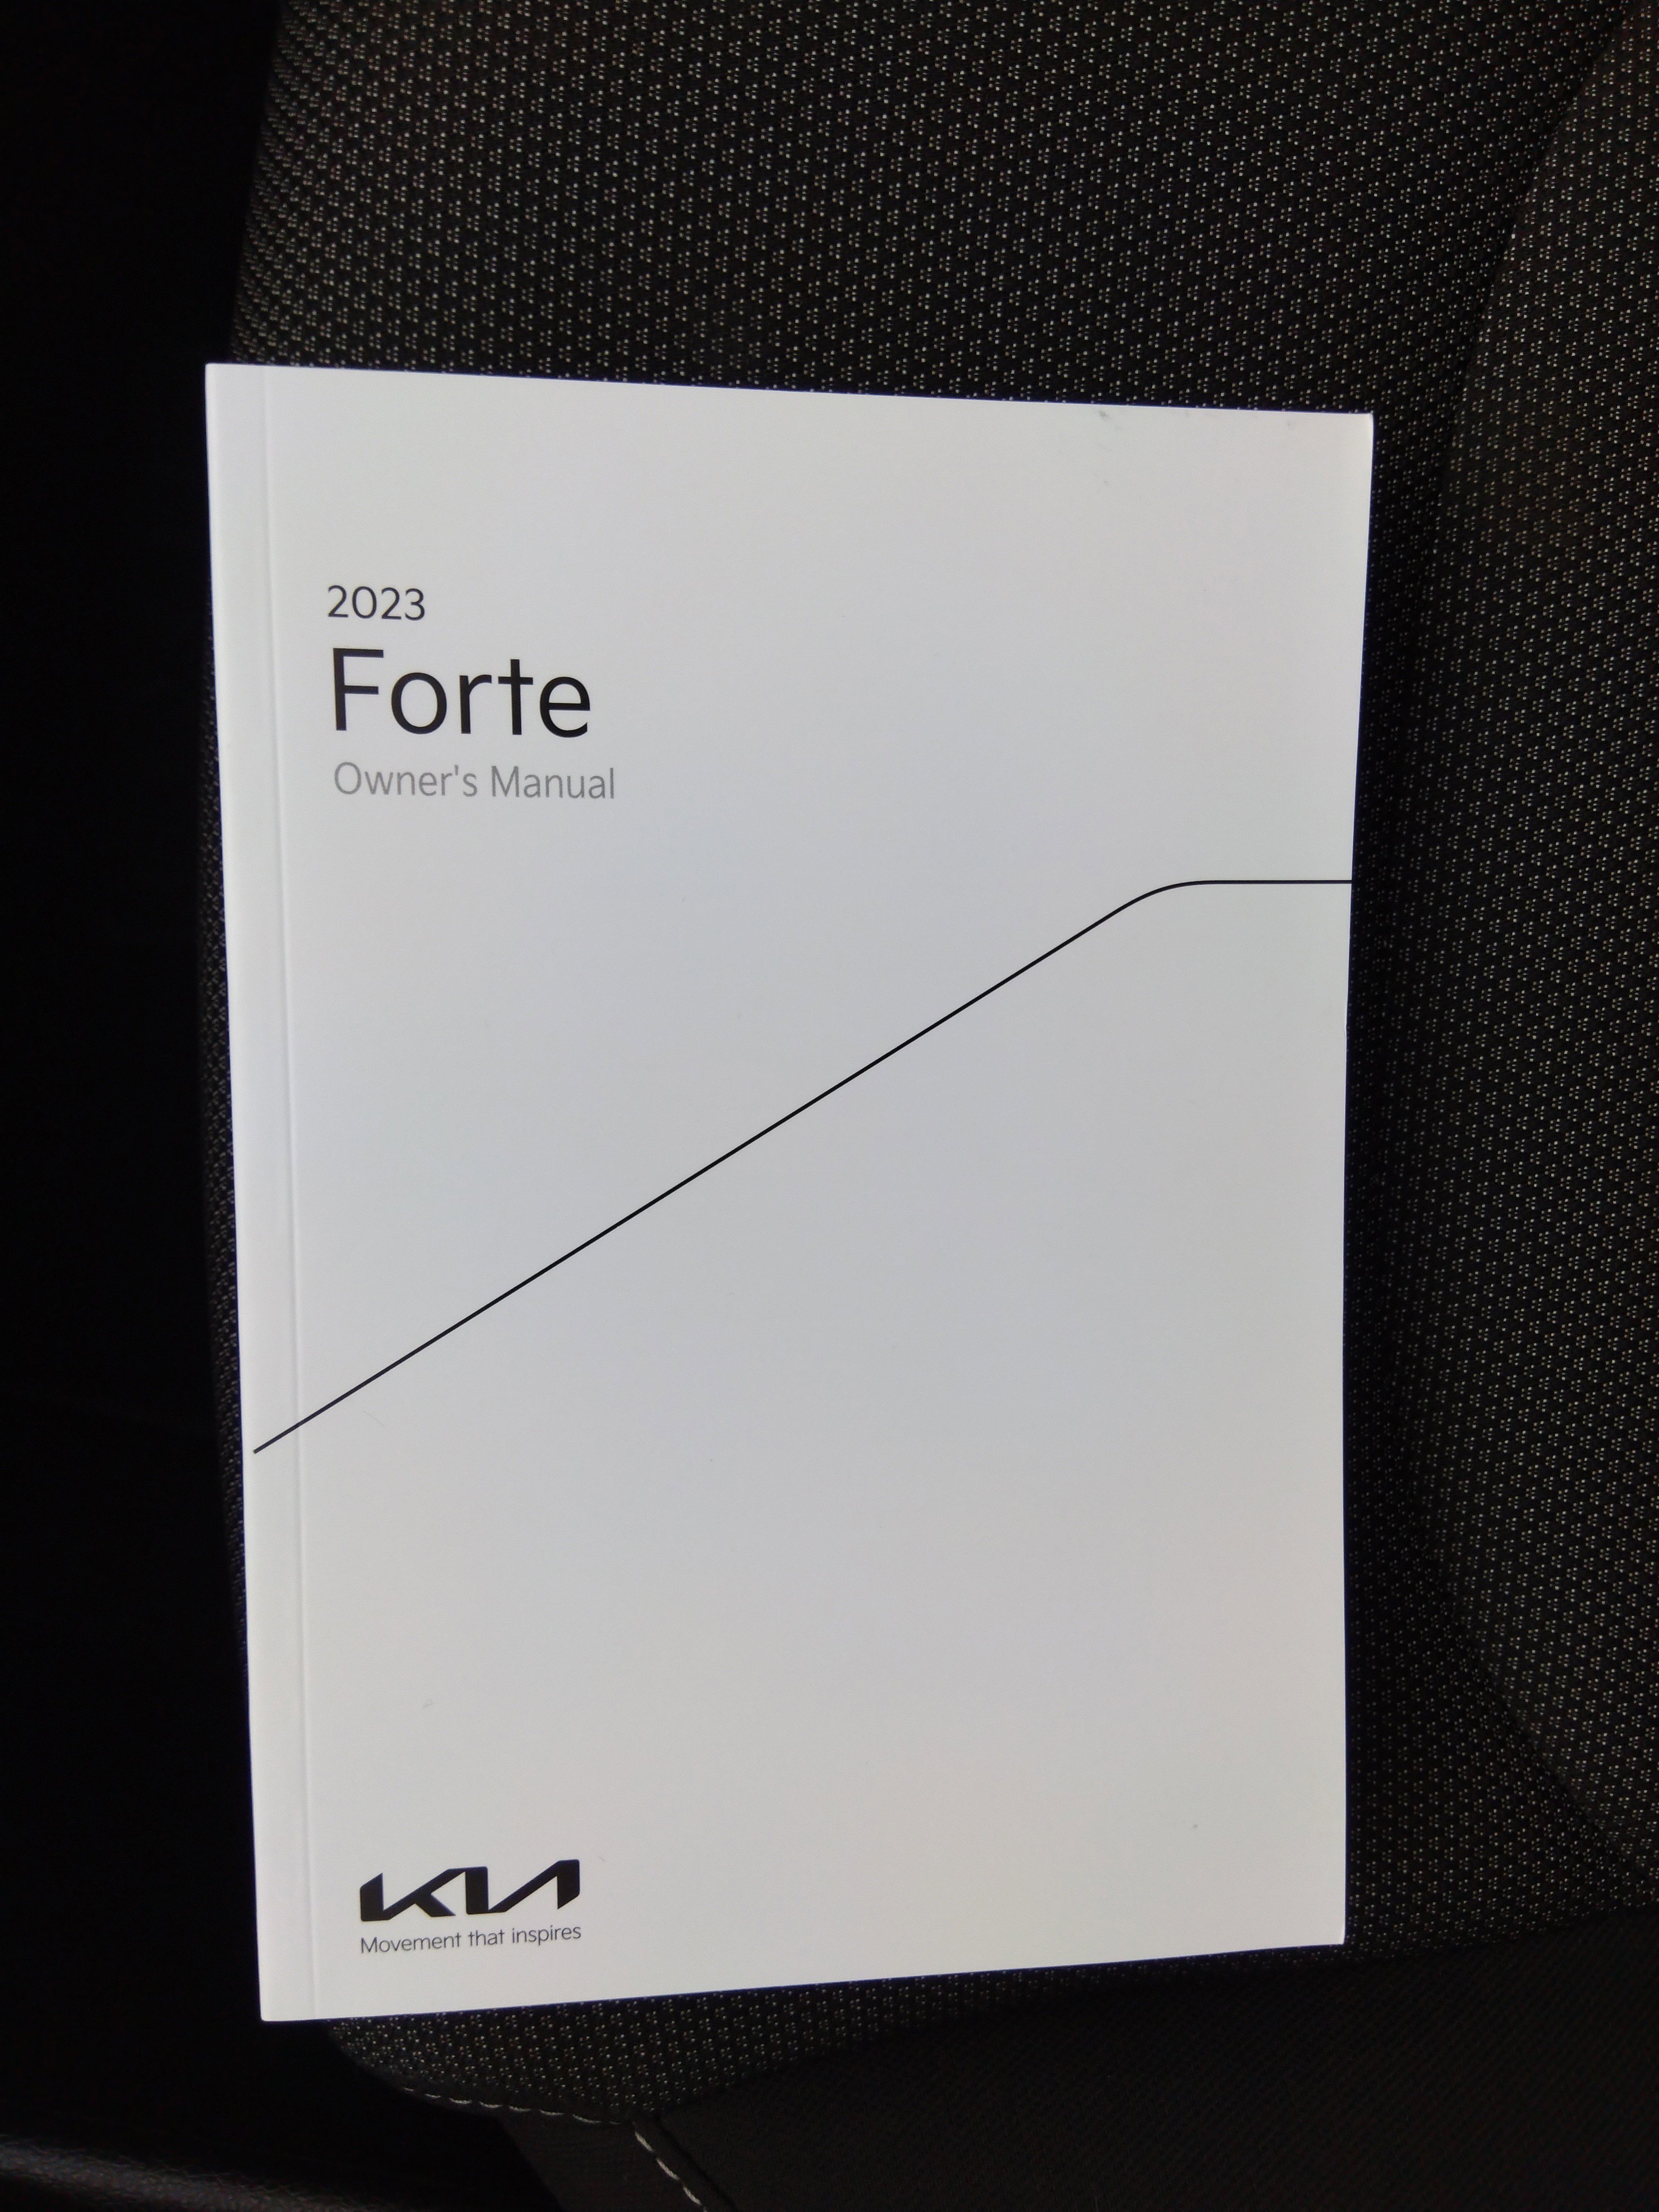 2023
Forte
Owner's Manual
KIA
Movement that inspires